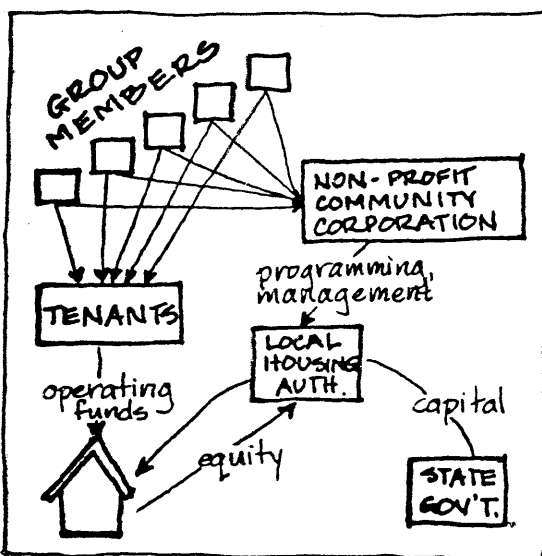 GROUP
MEMBERS
NON-PROFIT
COMMUNITY
CORPORATION
programming,
management
TENANTS
LOCAL
HOUSING
AUTH.
operating
funds
equity
capital
STATE
GOV'T.